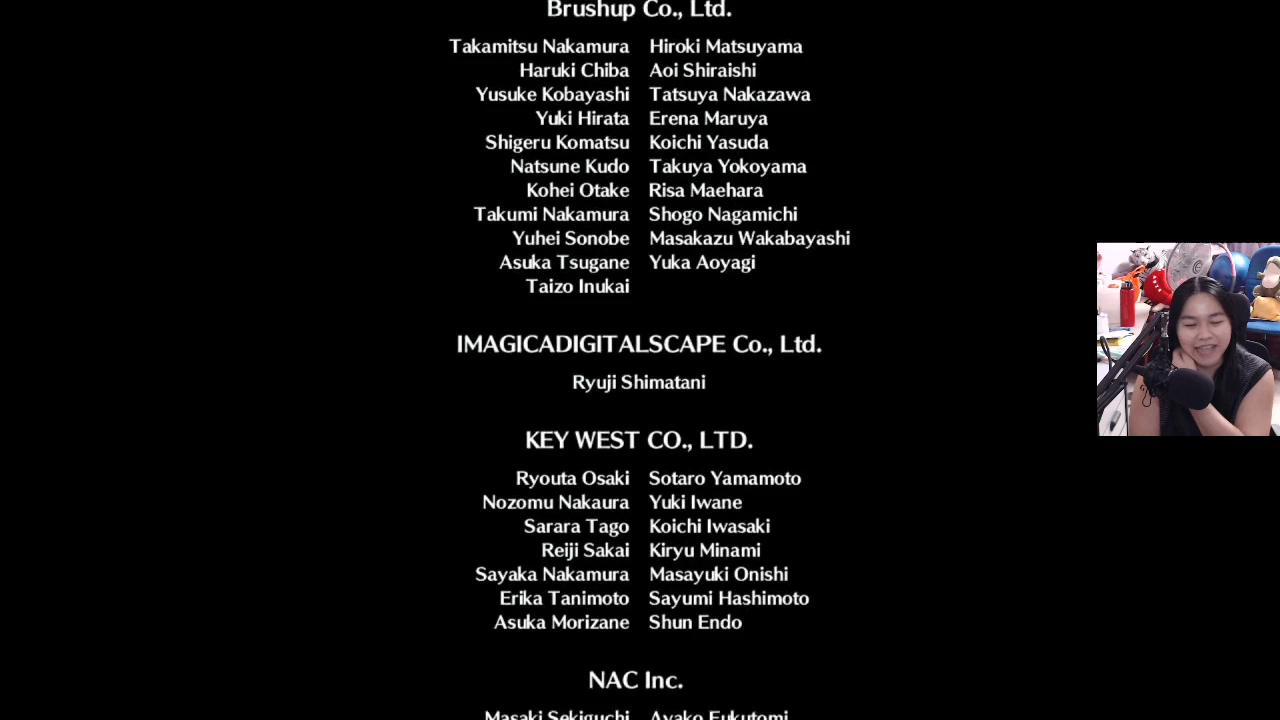 Brushup Co., Ltd.
Takamitsu Nakamura Hiroki Matsuyama
Haruki Chiba Aoi Shiraishi
Yusuke Kobayashi Tatsuya Nakazawa
Yuki Hirata Erena Maruya
Shigeru Komatsu Koichi Yasuda
Natsune Kudo Takuya Yokoyama
Kohei Otake Risa Maehara
Takumi Nakamura Shogo Nagamichi
Yuhei Sonobe Masakazu Wakabayashi
Asuka Tsugane Yuka Aoyagi
Taizo Inukai
IMAGICADIGITALSCAPE Co., Ltd.
Ryuji Shimatani
KEY WEST CO., LTD.
Ryouta Osaki Sotaro Yamamoto
Nozomu Nakaura Yuki Iwane
Sarara Tago Koichi Iwasaki
Reiji Sakai Kiryu Minami
Sayaka Nakamura Masayuki Onishi
Erika Tanimoto Sayumi Hashimoto
Asuka Morizane Shun Endo
NAC Inc.
Masaki Sekiguchi Ayako Fukutomi